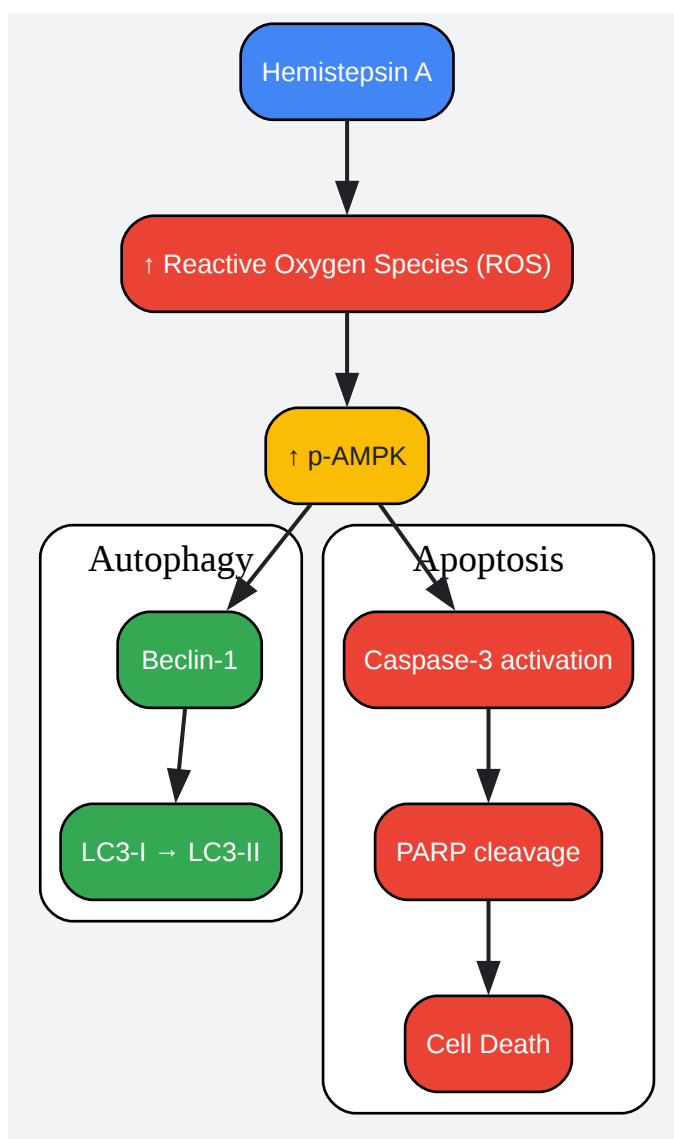 Hemistepsin A
↑ Reactive Oxygen Species (ROS)
↑ p-AMPK
Autophagy
Apoptosis
Beclin-1
Caspase-3 activation
LC3-I → LC3-II
PARP cleavage
Cell Death